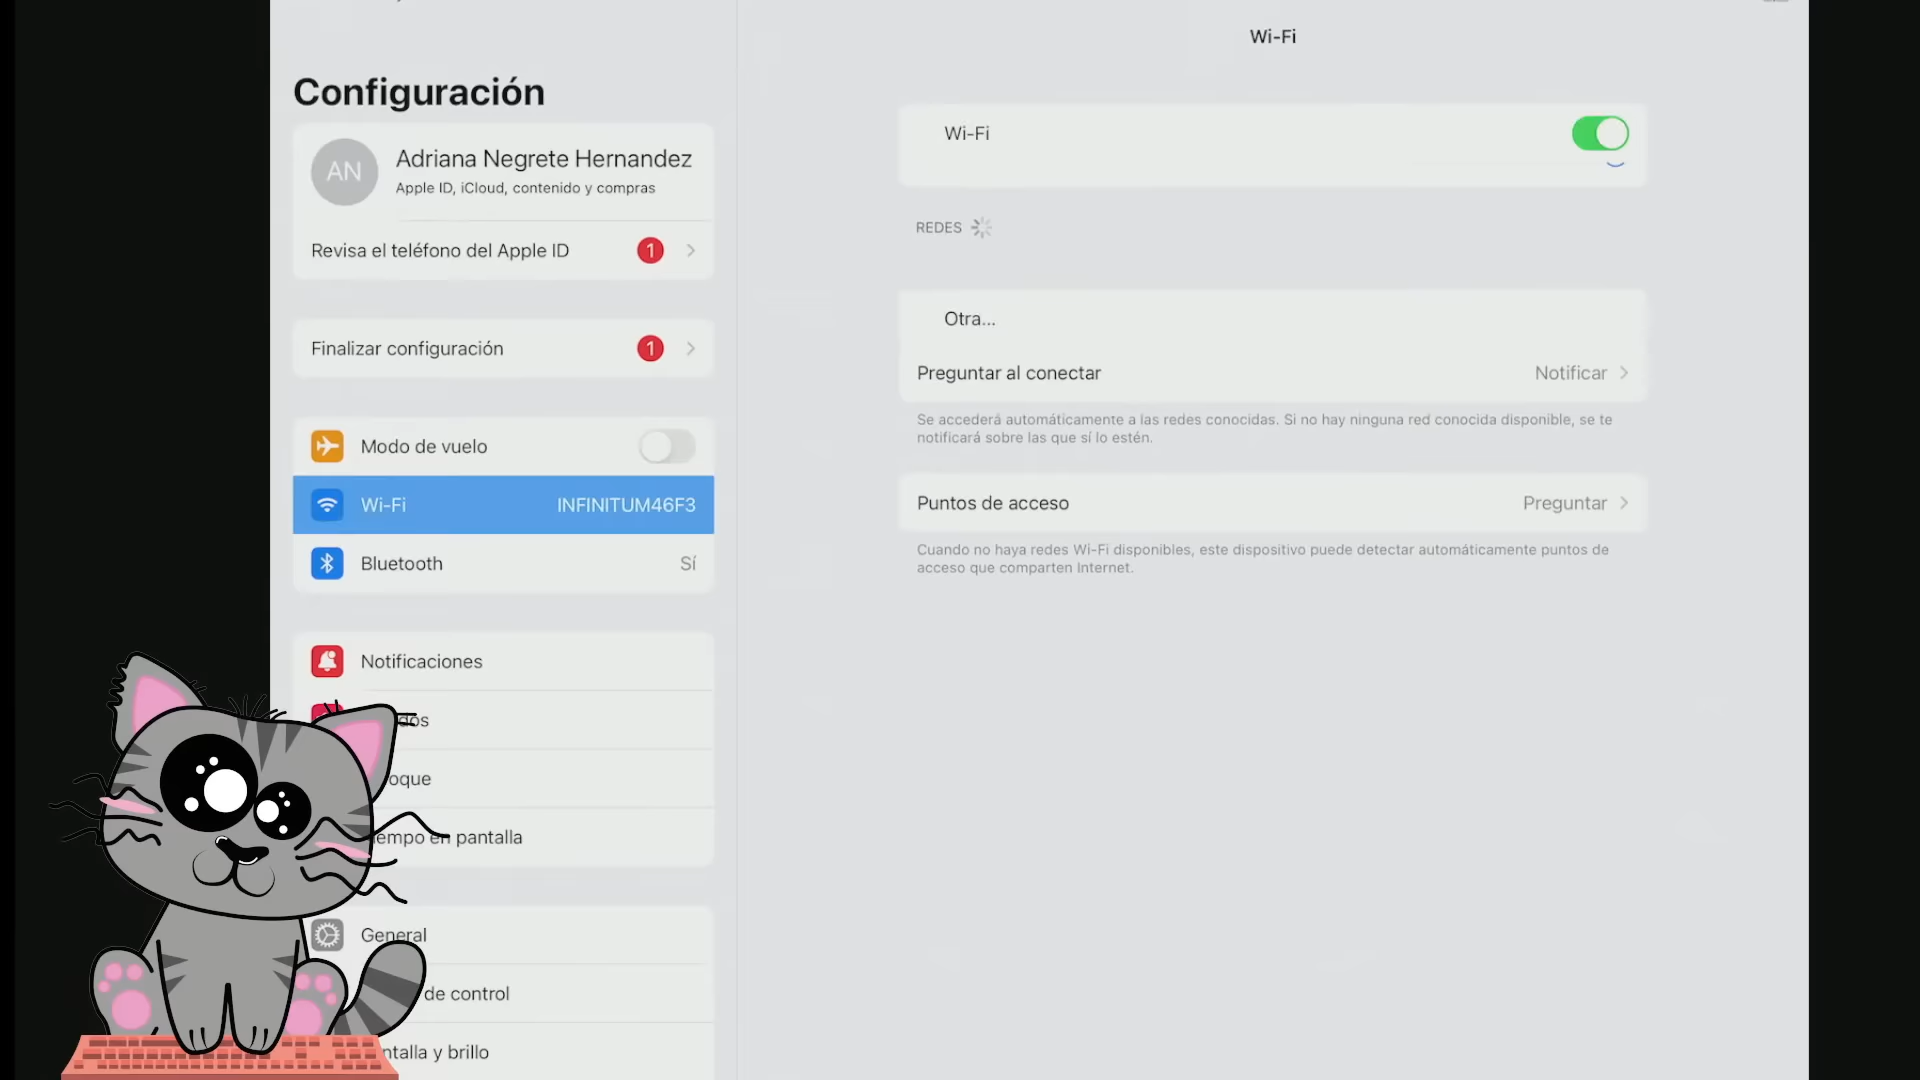 Configuración
AN
Adriana Negrete Hernandez
Apple ID, iCloud, contenido y compras
Revisa el teléfono del Apple ID 1
Finalizar configuración 1
Modo de vuelo
Wi-Fi INFINITUM46F3
Bluetooth Sí
Notificaciones
General
de control
y brillo
en pantalla
Wi-Fi
Wi-Fi
REDES
Otra...
Preguntar al conectar Notificar
Se accederá automáticamente a las redes conocidas. Si no hay ninguna red conocida disponible, se te
notificará sobre las que sí lo estén.
Puntos de acceso Preguntar
Cuando no haya redes Wi-Fi disponibles, este dispositivo puede detectar automáticamente puntos de
acceso que comparten Internet.